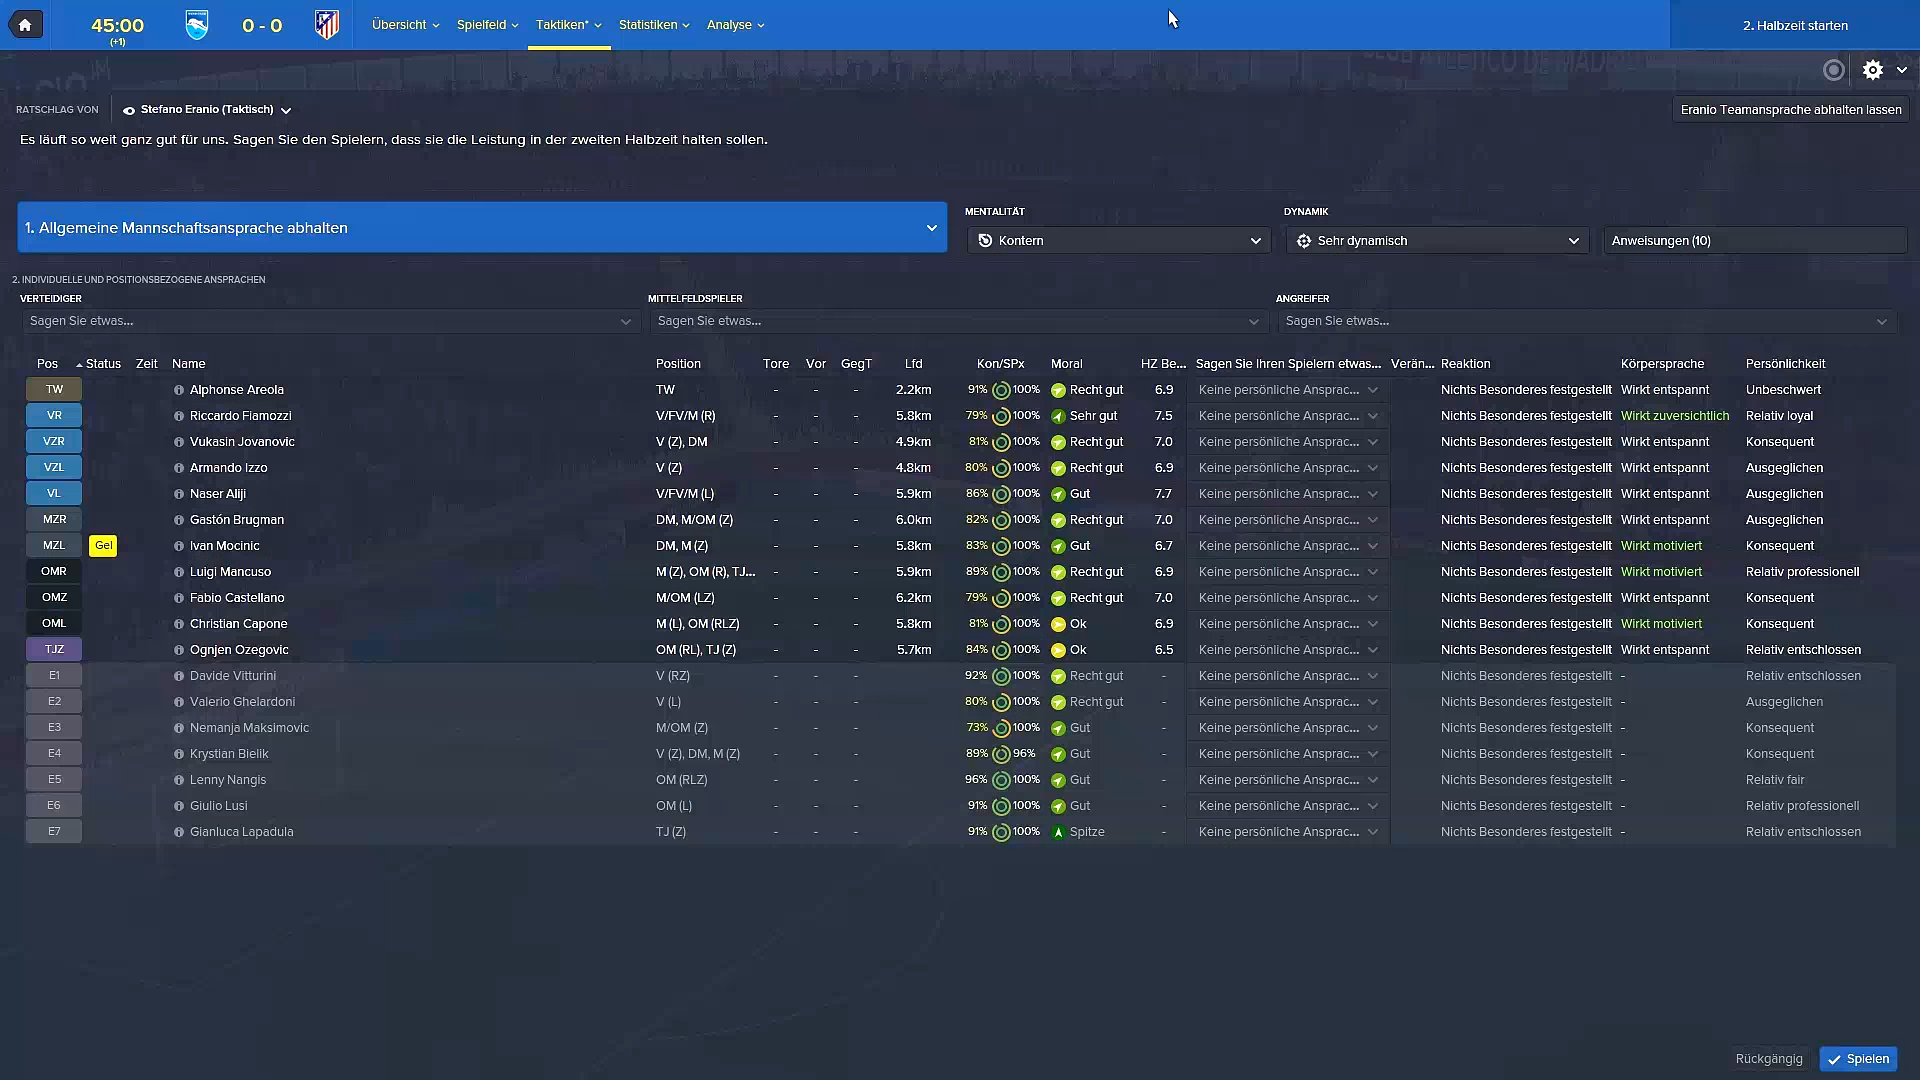 45:00
(+1)
0 - 0
Übersicht
Spielfeld
Taktiken*
Statistiken
Analyse
2. Halbzeit starten
CLUB ATLÉTICO DE MADRID
RATSCHLAG VON
Stefano Eranio (Taktisch)
Eranio Teamansprache abhalten lassen
Es läuft so weit ganz gut für uns. Sagen Sie den Spielern, dass sie die Leistung in der zweiten Halbzeit halten sollen.
1. Allgemeine Mannschaftsansprache abhalten
MENTALITÄT
Kontern
DYNAMIK
Sehr dynamisch
Anweisungen (10)
2. INDIVIDUELLE UND POSITIONSBEZOGENE ANSPRACHEN
VERTEIDIGER MITTELFELDSPIELER ANGREIFER
Sagen Sie etwas... Sagen Sie etwas... Sagen Sie etwas...
Pos Status Zeit Name Position Tore Vor GegT Lfd Kon/SPx Moral HZ Be... Sagen Sie Ihren Spielern etwas... Verän... Reaktion Körpersprache Persönlichkeit
TW Alphonse Areola TW - - - 2.2km 91% 100% Recht gut 6.9 Keine persönliche Ansprac... Nichts Besonderes festgestellt Wirkt entspannt Unbeschwert
VR Riccardo Fiamozzi V/FV/M (R) - - - 5.8km 79% 100% Sehr gut 7.5 Keine persönliche Ansprac... Nichts Besonderes festgestellt Wirkt zuversichtlich Relativ loyal
VZR Vukasin Jovanovic V (Z), DM - - - 4.9km 81% 100% Recht gut 7.0 Keine persönliche Ansprac... Nichts Besonderes festgestellt Wirkt entspannt Konsequent
VZL Armando Izzo V (Z) - - - 4.8km 80% 100% Recht gut 6.9 Keine persönliche Ansprac... Nichts Besonderes festgestellt Wirkt entspannt Ausgeglichen
VL Naser Aliji V/FV/M (L) - - - 5.9km 86% 100% Gut 7.7 Keine persönliche Ansprac... Nichts Besonderes festgestellt Wirkt entspannt Ausgeglichen
MZR Gastón Brugman DM, M/OM (Z) - - - 6.0km 82% 100% Recht gut 7.0 Keine persönliche Ansprac... Nichts Besonderes festgestellt Wirkt entspannt Ausgeglichen
MZL Gel Ivan Mocinic DM, M (Z) - - - 5.8km 83% 100% Gut 6.7 Keine persönliche Ansprac... Nichts Besonderes festgestellt Wirkt motiviert Konsequent
OMR Luigi Mancuso M (Z), OM (R), TJ... - - - 5.9km 89% 100% Recht gut 6.9 Keine persönliche Ansprac... Nichts Besonderes festgestellt Wirkt motiviert Relativ professionell
OMZ Fabio Castellano M/OM (LZ) - - - 6.2km 79% 100% Recht gut 7.0 Keine persönliche Ansprac... Nichts Besonderes festgestellt Wirkt entspannt Konsequent
OML Christian Capone M (L), OM (RLZ) - - - 5.8km 81% 100% Ok 6.9 Keine persönliche Ansprac... Nichts Besonderes festgestellt Wirkt motiviert Konsequent
TJZ Ognjen Ozegovic OM (RL), TJ (Z) - - - 5.7km 84% 100% Ok 6.5 Keine persönliche Ansprac... Nichts Besonderes festgestellt Wirkt entspannt Relativ entschlossen
E1 Davide Vitturini V (RZ) - - - 92% 100% Recht gut - Keine persönliche Ansprac... Nichts Besonderes festgestellt - Relativ entschlossen
E2 Valerio Ghelardoni V (L) - - - 80% 100% Recht gut - Keine persönliche Ansprac... Nichts Besonderes festgestellt - Ausgeglichen
E3 Nemanja Maksimovic M/OM (Z) - - - 73% 100% Gut - Keine persönliche Ansprac... Nichts Besonderes festgestellt - Konsequent
E4 Krystian Bielik V (Z), DM, M (Z) - - - 89% 96% Gut - Keine persönliche Ansprac... Nichts Besonderes festgestellt - Konsequent
E5 Lenny Nangis OM (RLZ) - - - 96% 100% Gut - Keine persönliche Ansprac... Nichts Besonderes festgestellt - Relativ fair
E6 Giulio Lusi OM (L) - - - 91% 100% Gut - Keine persönliche Ansprac... Nichts Besonderes festgestellt - Relativ professionell
E7 Gianluca Lapadula TJ (Z) - - - 91% 100% Spitze - Keine persönliche Ansprac... Nichts Besonderes festgestellt - Relativ entschlossen
Rückgängig Spielen